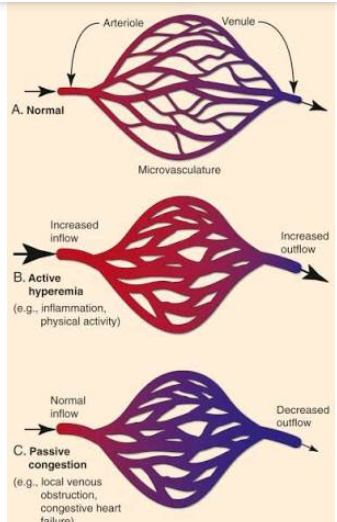 Arteriole
Venule
A. Normal
Microvasculature
Increased
inflow
Increased
outflow
B. Active
hyperemia
(e.g., inflammation,
physical activity)
Normal
inflow
Decreased
outflow
C. Passive
congestion
(e.g., local venous
obstruction,
congestive heart
failure)